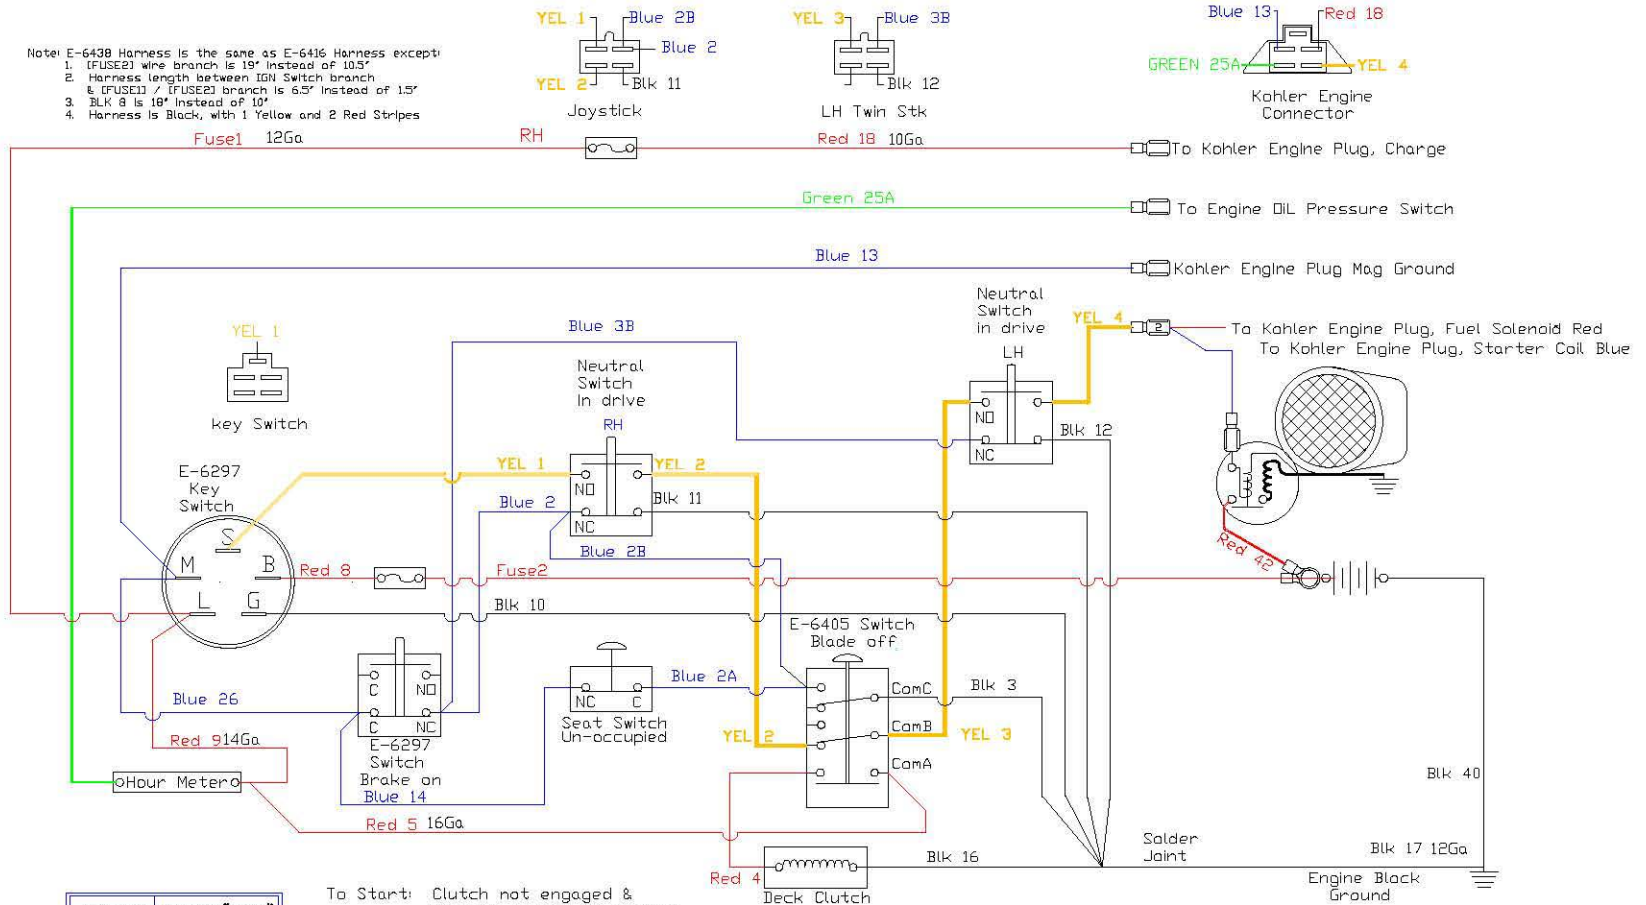 YEL 1 Blue 2B
Blue 2
YEL 2 Blk 11
Joystick
YEL 3 Blue 3B
Blk 12
LH Twin Stk
Blue 13 Red 18
GREEN 25A YEL 4
Kohler Engine
Connector
Note: E-6438 Harness is the same as E-6416 Harness except:
1. [FUSE2] wire branch is 19" instead of 10.5"
2. Harness length between IGN Switch branch
& [FUSE1] / [FUSE2] branch is 6.5" instead of 1.5"
3. BLK 8 is 18" instead of 10"
4. Harness is Black, with 1 Yellow and 2 Red Stripes
Fuse1 12Ga RH Red 18 10Ga
To Kohler Engine Plug, Charge
Green 25A
To Engine OiL Pressure Switch
Blue 13
Kohler Engine Plug Mag Ground
Neutral
Switch
in drive
LH
YEL 4
2
To Kohler Engine Plug, Fuel Solenoid Red
To Kohler Engine Plug, Starter Coil Blue
YEL 1
key Switch
Blue 3B
Neutral
Switch
in drive
RH
NO
NC
Blk 12
E-6297
Key
Switch
YEL 1 YEL 2
NO
Blue 2
Blk 11
NC
Blue 2B
S
M B
L G
Red 8
Fuse2
Red 42
Blk 10
E-6405 Switch
Blade off
C NO
C NC
Blue 26
E-6297
Switch
Brake on
Blue 14
NC C
Seat Switch
Un-occupied
Blue 2A
CamC
Blk 3
YEL 2
CamB
YEL 3
CamA
Red 9 14Ga
Hour Meter
Red 5 16Ga
Blk 40
Solder
Joint
Blk 17 12Ga
Blk 16
Red 4
Deck Clutch
Engine Black
Ground
To Start: Clutch not engaged &